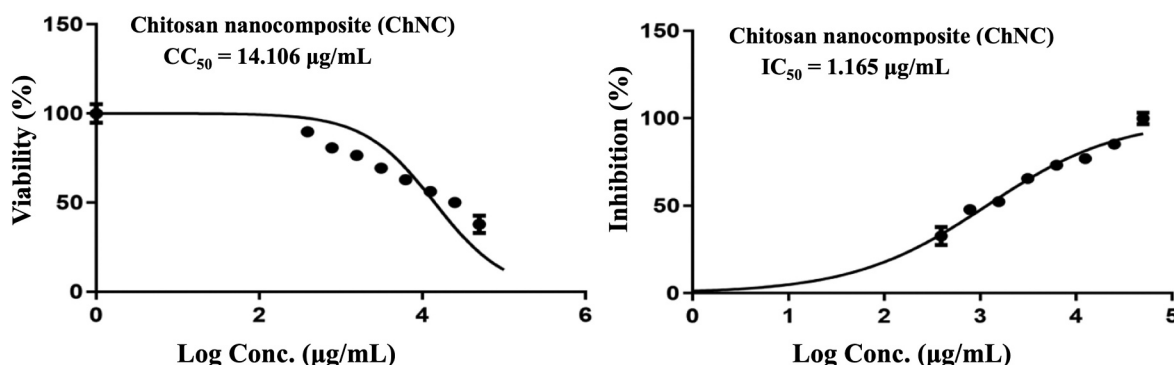 Chitosan nanocomposite (ChNC)
CC₅₀ = 14.106 µg/mL
Viability (%)
150
100
50
0
0
2
4
6
Log Conc. (µg/mL)
Chitosan nanocomposite (ChNC)
IC₅₀ = 1.165 µg/mL
Inhibition (%)
150
100
50
0
0
1
2
3
4
5
Log Conc. (µg/mL)